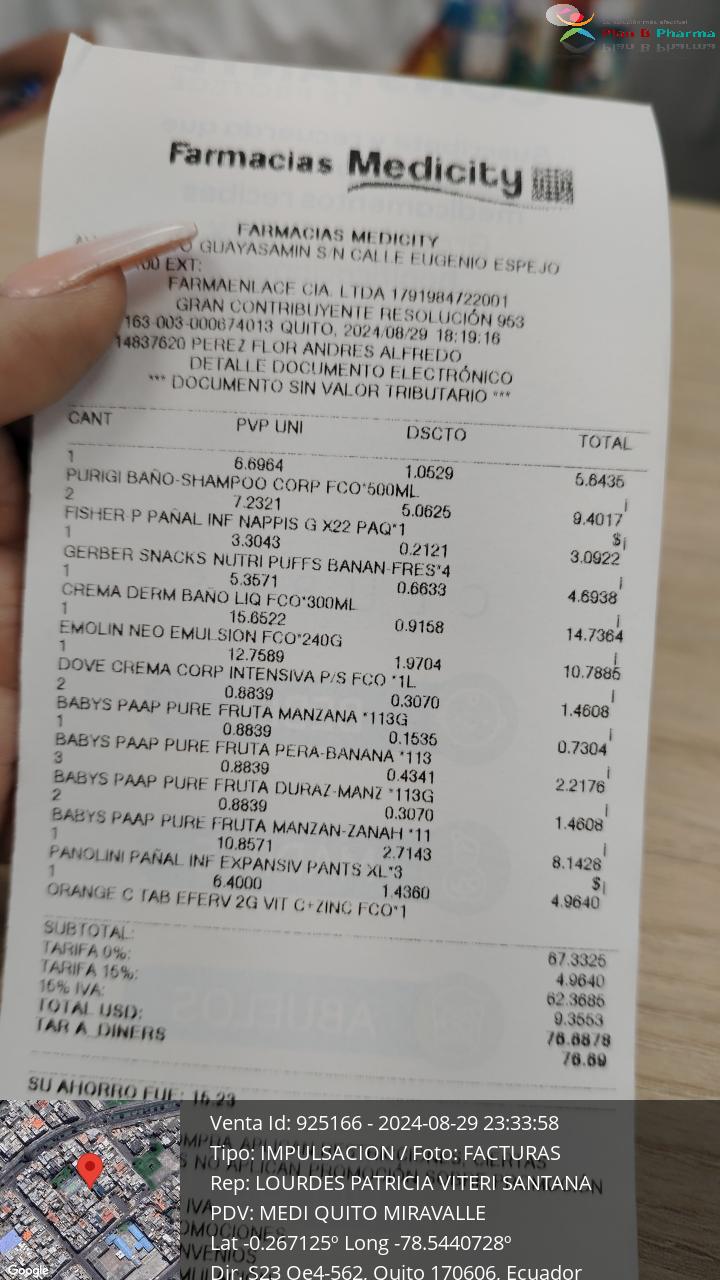 Plan B Pharma
Farmacias Medicity
FARMACIAS MEDICITY
GUAYASAMIN S/N CALLE EUGENIO ESPEJO
EXT:
FARMAENLACE CIA. LTDA 1791984722001
GRAN CONTRIBUYENTE RESOLUCIÓN 953
163-003-000674013 QUITO, 2024/08/29 18:19:16
14837620 PEREZ FLOR ANDRES ALFREDO
DETALLE DOCUMENTO ELECTRÓNICO
*** DOCUMENTO SIN VALOR TRIBUTARIO ***
CANT PVP UNI DSCTO TOTAL
1 6.6964 1.0529 5.6435
PURIGI BAÑO-SHAMPOO CORP FCO*500ML i
2 7.2321 5.0625 9.4017
FISHER-P PAÑAL INF NAPPIS G X22 PAQ*1 $i
1 3.3043 0.2121 3.0922
GERBER SNACKS NUTRI PUFFS BANAN-FRES*4 i
1 5.3571 0.6633 4.6938
CREMA DERM BAÑO LIQ FCO*300ML i
1 15.6522 0.9158 14.7364
EMOLIN NEO EMULSION FCO*240G i
1 12.7589 1.9704 10.7885
DOVE CREMA CORP INTENSIVA P/S FCO *1L i
2 0.8839 0.3070 1.4608
BABYS PAAP PURE FRUTA MANZANA *113G i
1 0.8839 0.1535 0.7304
BABYS PAAP PURE FRUTA PERA-BANANA *113 i
3 0.8839 0.4341 2.2176
BABYS PAAP PURE FRUTA DURAZ-MANZ *113G i
2 0.8839 0.3070 1.4608
BABYS PAAP PURE FRUTA MANZAN-ZANAH *11 i
1 10.8571 2.7143 8.1428
PANOLINI PAÑAL INF EXPANSIV PANTS XL*3 $i
1 6.4000 1.4360 4.9640
ORANGE C TAB EFERV 2G VIT C+ZINC FCO*1
SUBTOTAL: 67.3325
TARIFA 0%: 4.9640
TARIFA 15%: 62.3685
15% IVA: 9.3553
TOTAL USD: 76.6878
TAR A_DINERS 76.69
SU AHORRO FUE: 15.23
Venta Id: 925166 - 2024-08-29 23:33:58
Tipo: IMPULSACION / Foto: FACTURAS
Rep: LOURDES PATRICIA VITERI SANTANA
PDV: MEDI QUITO MIRAVALLE
Lat -0.267125º Long -78.5440728º
Dir. S23 Oe4-562, Quito 170606, Ecuador
Google